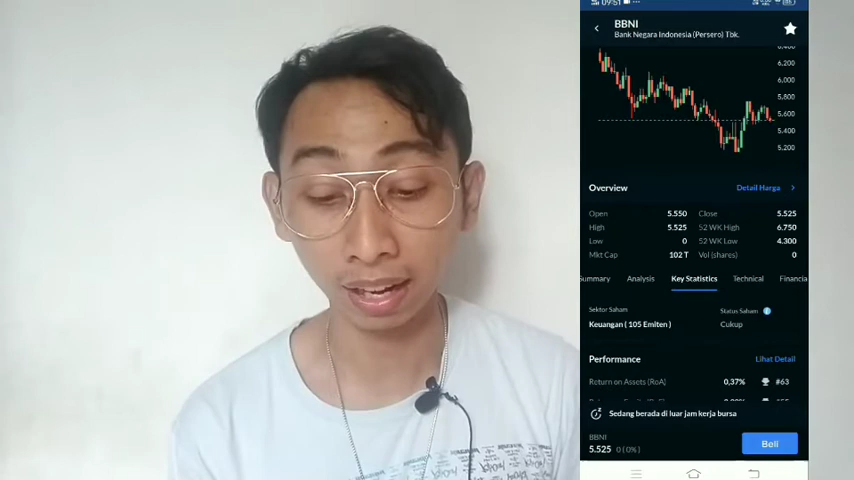 09:51
BBNI
Bank Negara Indonesia (Persero) Tbk.
6,400
6,200
6,000
5,800
5,600
5,400
5,200
Overview Detail Harga
Open 5.550 Close 5.525
High 5.525 52 WK High 6.750
Low 0 52 WK Low 4.300
Mkt Cap 102 T Vol (shares) 0
Summary Analysis Key Statistics Technical Financia
Sektor Saham Status Saham
Keuangan ( 105 Emiten ) Cukup
Performance Lihat Detail
Return on Assets (RoA) 0,37% #63
Sedang berada di luar jam kerja bursa
BBNI
5.525 0 (0%) Beli